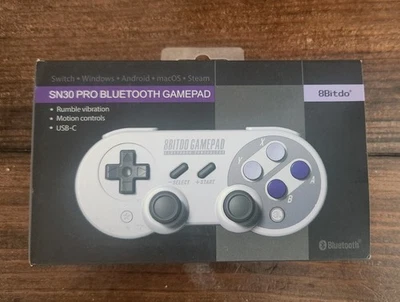 Switch • Windows • Android • macOS • Steam
SN30 PRO BLUETOOTH GAMEPAD
8BitDo
• Rumble vibration
• Motion controls
• USB-C
8BITDO GAMEPAD
X
Y
A
B
SELECT
START
Bluetooth